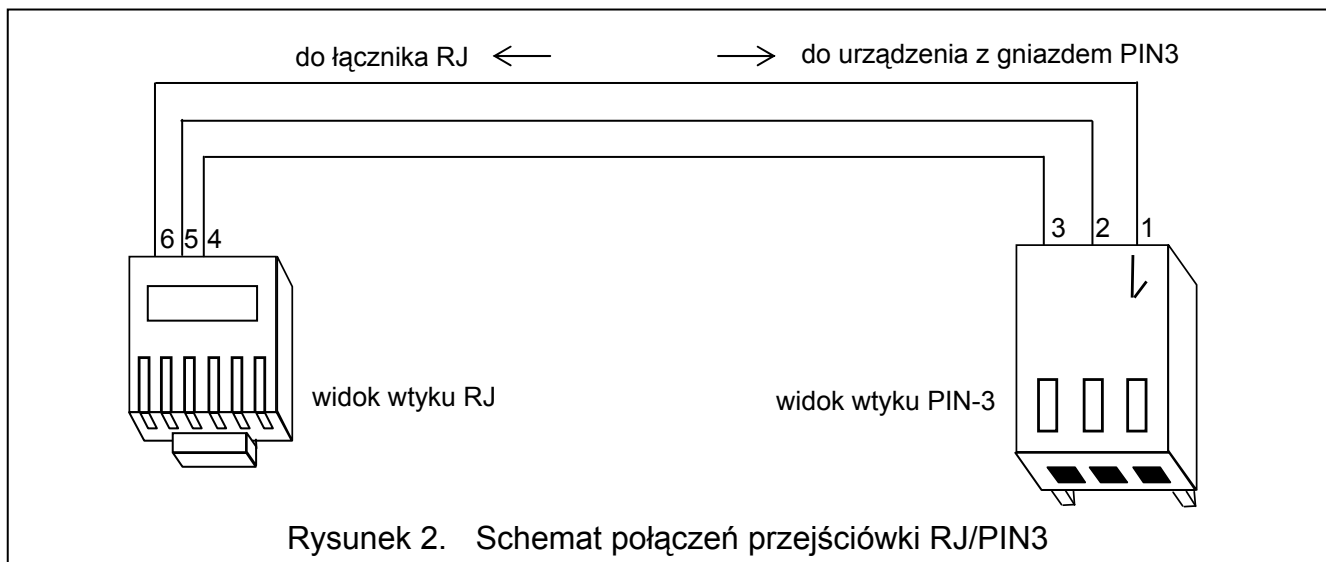 do łącznika RJ
do urządzenia z gniazdem PIN3
6 5 4
3 2 1
widok wtyku RJ
widok wtyku PIN-3
Rysunek 2. Schemat połączeń przejściówki RJ/PIN3